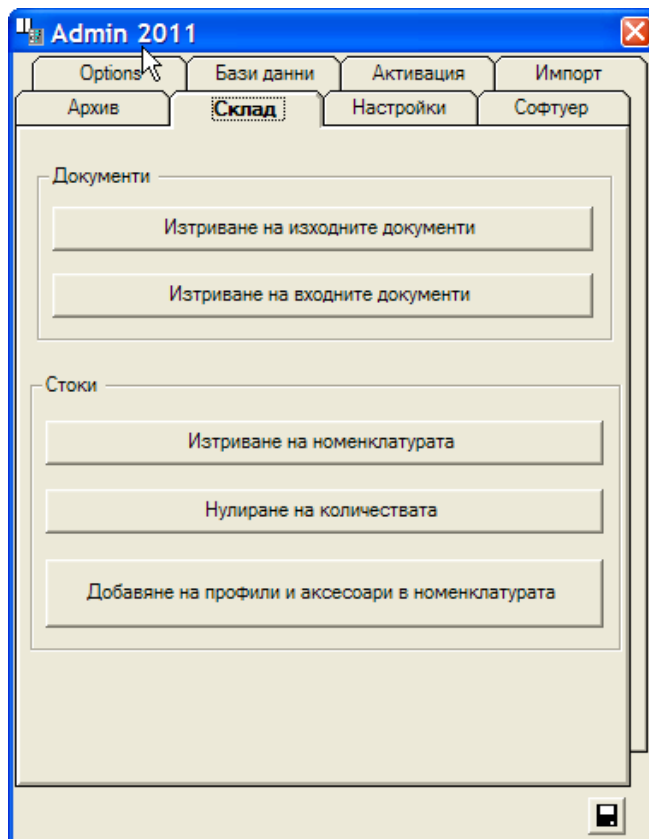 Admin 2011
Options Бази данни Активация Импорт
Архив Склад Настройки Софтуер
Документи
Изтриване на изходните документи
Изтриване на входните документи
Стоки
Изтриване на номенклатурата
Нулиране на количествата
Добавяне на профили и аксесоари в номенклатурата